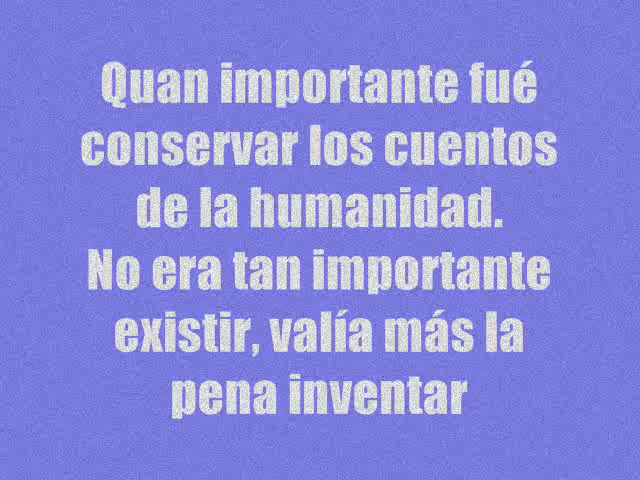 Quan importante fué
conservar los cuentos
de la humanidad.
No era tan importante
existir, valía más la
pena inventar